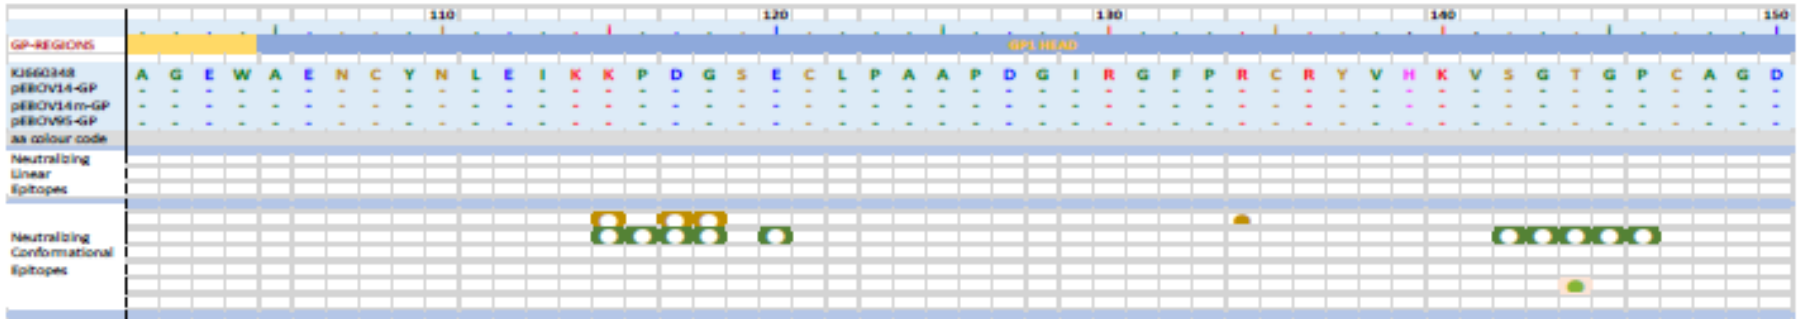 110 120 130 140 150
GP-REGIONS GP1 HEAD
KJ660348 A G E W A E N C Y N L E I K K P D G S E C L P A A P D G I R G F P R C R Y V H K V S G T G P C A G D
pEBOV14-GP - - - - - - - - - - - - - - - - - - - - - - - - - - - - - - - - - - - - - - - - - - - - - - - - - -
pEBOV14m-GP - - - - - - - - - - - - - - - - - - - - - - - - - - - - - - - - - - - - - - - - - - - - - - - - - -
pEBOV95-GP - - - - - - - - - - - - - - - - - - - - - - - - - - - - - - - - - - - - - - - - - - - - - - - - - -
aa colour code
Neutralizing
Linear
Epitopes
Neutralizing
Conformational
Epitopes